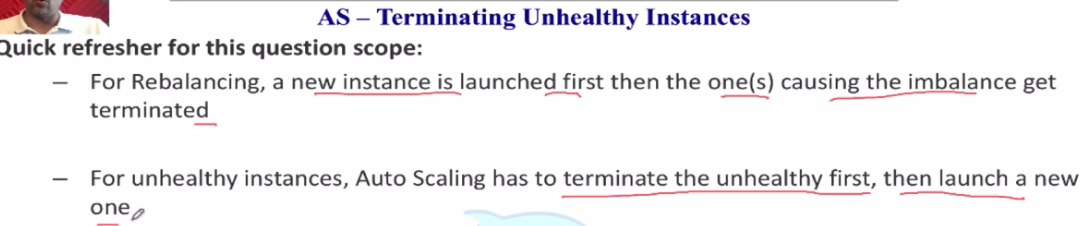 AS – Terminating Unhealthy Instances
Quick refresher for this question scope:
– For Rebalancing, a new instance is launched first then the one(s) causing the imbalance get
terminated
– For unhealthy instances, Auto Scaling has to terminate the unhealthy first, then launch a new
one